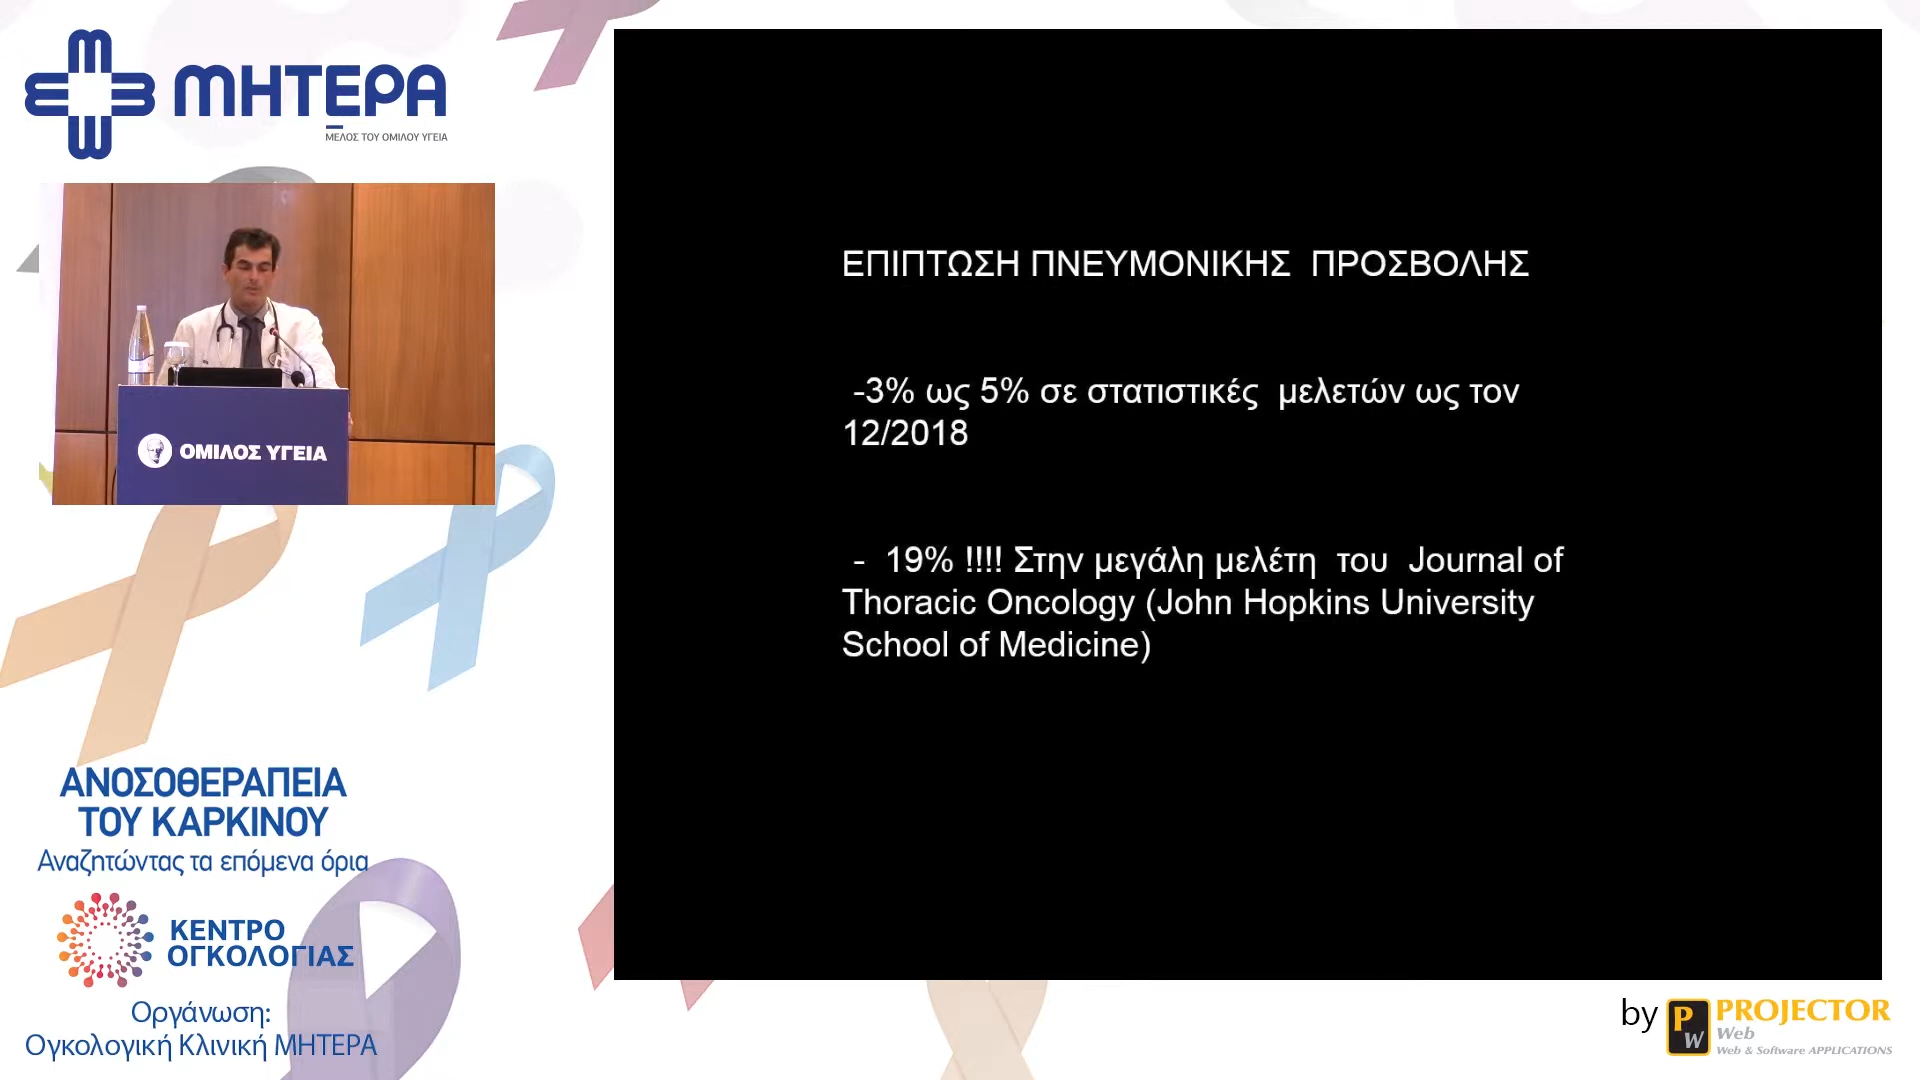 ΜΗΤΕΡΑ
ΜΕΛΟΣ ΤΟΥ ΟΜΙΛΟΥ ΥΓΕΙΑ
ΟΜΙΛΟΣ ΥΓΕΙΑ
ΑΝΟΣΟΘΕΡΑΠΕΙΑ
ΤΟΥ ΚΑΡΚΙΝΟΥ
Αναζητώντας τα επόμενα όρια
ΚΕΝΤΡΟ
ΟΓΚΟΛΟΓΙΑΣ
Οργάνωση:
Ογκολογική Κλινική ΜΗΤΕΡΑ
ΕΠΙΠΤΩΣΗ ΠΝΕΥΜΟΝΙΚΗΣ ΠΡΟΣΒΟΛΗΣ
-3% ως 5% σε στατιστικές μελετών ως τον
12/2018
- 19% !!!! Στην μεγάλη μελέτη του Journal of
Thoracic Oncology (John Hopkins University
School of Medicine)
by PW PROJECTOR
Web
Web & Software APPLICATIONS